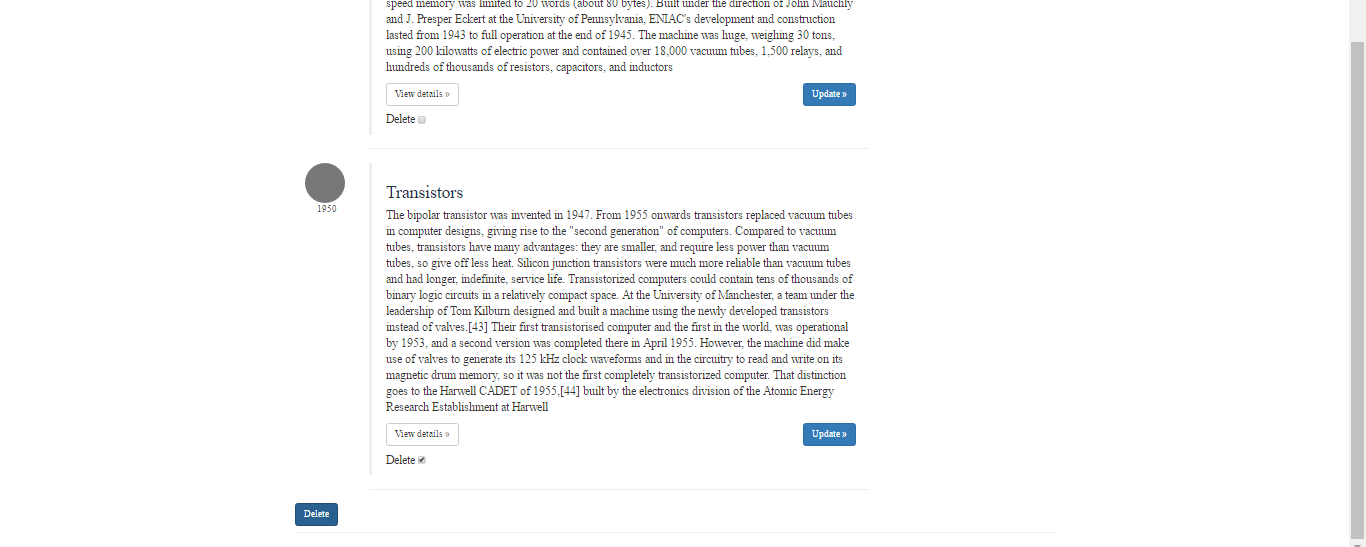 speed memory was limited to 20 words (about 80 bytes). Built under the direction of John Mauchly
and J. Presper Eckert at the University of Pennsylvania, ENIAC's development and construction
lasted from 1943 to full operation at the end of 1945. The machine was huge, weighing 30 tons,
using 200 kilowatts of electric power and contained over 18,000 vacuum tubes, 1,500 relays, and
hundreds of thousands of resistors, capacitors, and inductors
View details »
Update »
Delete
1950
Transistors
The bipolar transistor was invented in 1947. From 1955 onwards transistors replaced vacuum tubes
in computer designs, giving rise to the "second generation" of computers. Compared to vacuum
tubes, transistors have many advantages: they are smaller, and require less power than vacuum
tubes, so give off less heat. Silicon junction transistors were much more reliable than vacuum tubes
and had longer, indefinite, service life. Transistorized computers could contain tens of thousands of
binary logic circuits in a relatively compact space. At the University of Manchester, a team under the
leadership of Tom Kilburn designed and built a machine using the newly developed transistors
instead of valves.[43] Their first transistorised computer and the first in the world, was operational
by 1953, and a second version was completed there in April 1955. However, the machine did make
use of valves to generate its 125 kHz clock waveforms and in the circuitry to read and write on its
magnetic drum memory, so it was not the first completely transistorized computer. That distinction
goes to the Harwell CADET of 1955,[44] built by the electronics division of the Atomic Energy
Research Establishment at Harwell
View details »
Update »
Delete
Delete